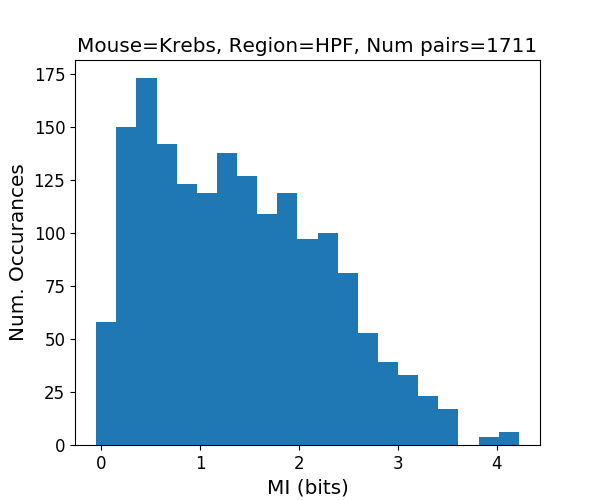 Mouse=Krebs, Region=HPF, Num pairs=1711
Num. Occurances
175
150
125
100
75
50
25
0
0 1 2 3 4
MI (bits)